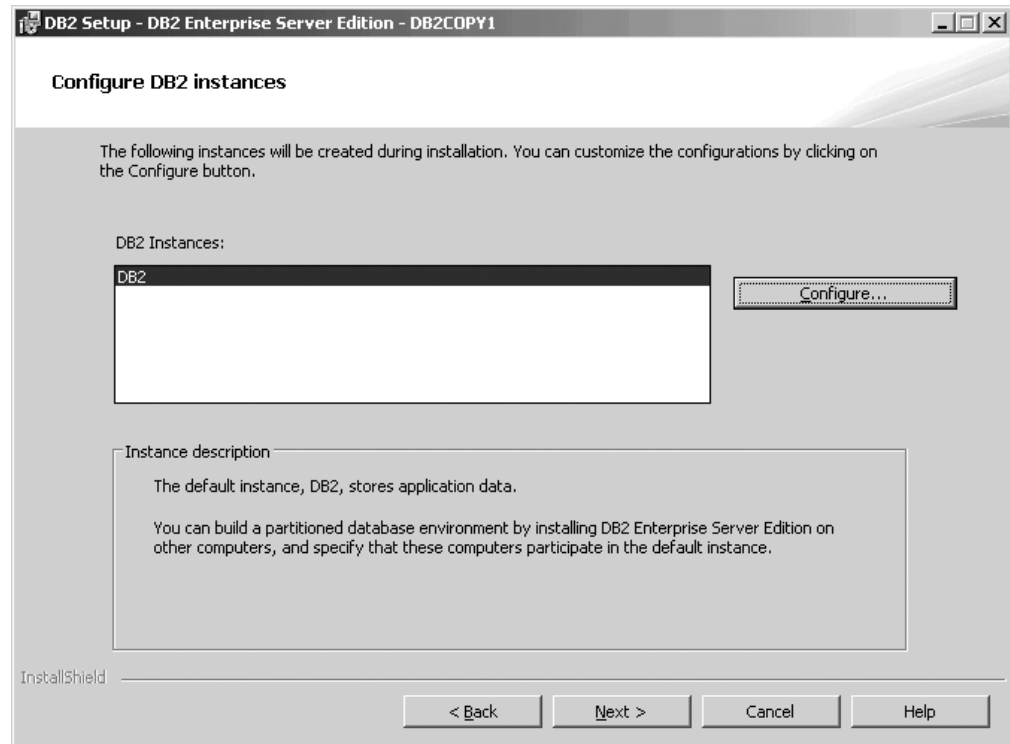 DB2 Setup - DB2 Enterprise Server Edition - DB2COPY1
Configure DB2 instances
The following instances will be created during installation. You can customize the configurations by clicking on
the Configure button.
DB2 Instances:
DB2
Configure...
Instance description
The default instance, DB2, stores application data.
You can build a partitioned database environment by installing DB2 Enterprise Server Edition on
other computers, and specify that these computers participate in the default instance.
InstallShield
< Back
Next >
Cancel
Help